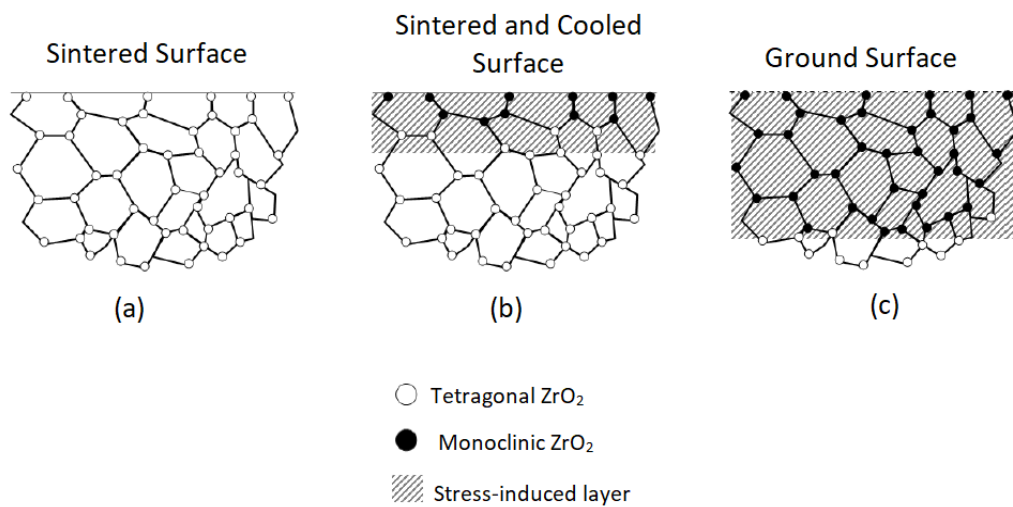 Sintered Surface
Sintered and Cooled
Surface
Ground Surface
(a)
(b)
(c)
Tetragonal ZrO₂
Monoclinic ZrO₂
Stress-induced layer